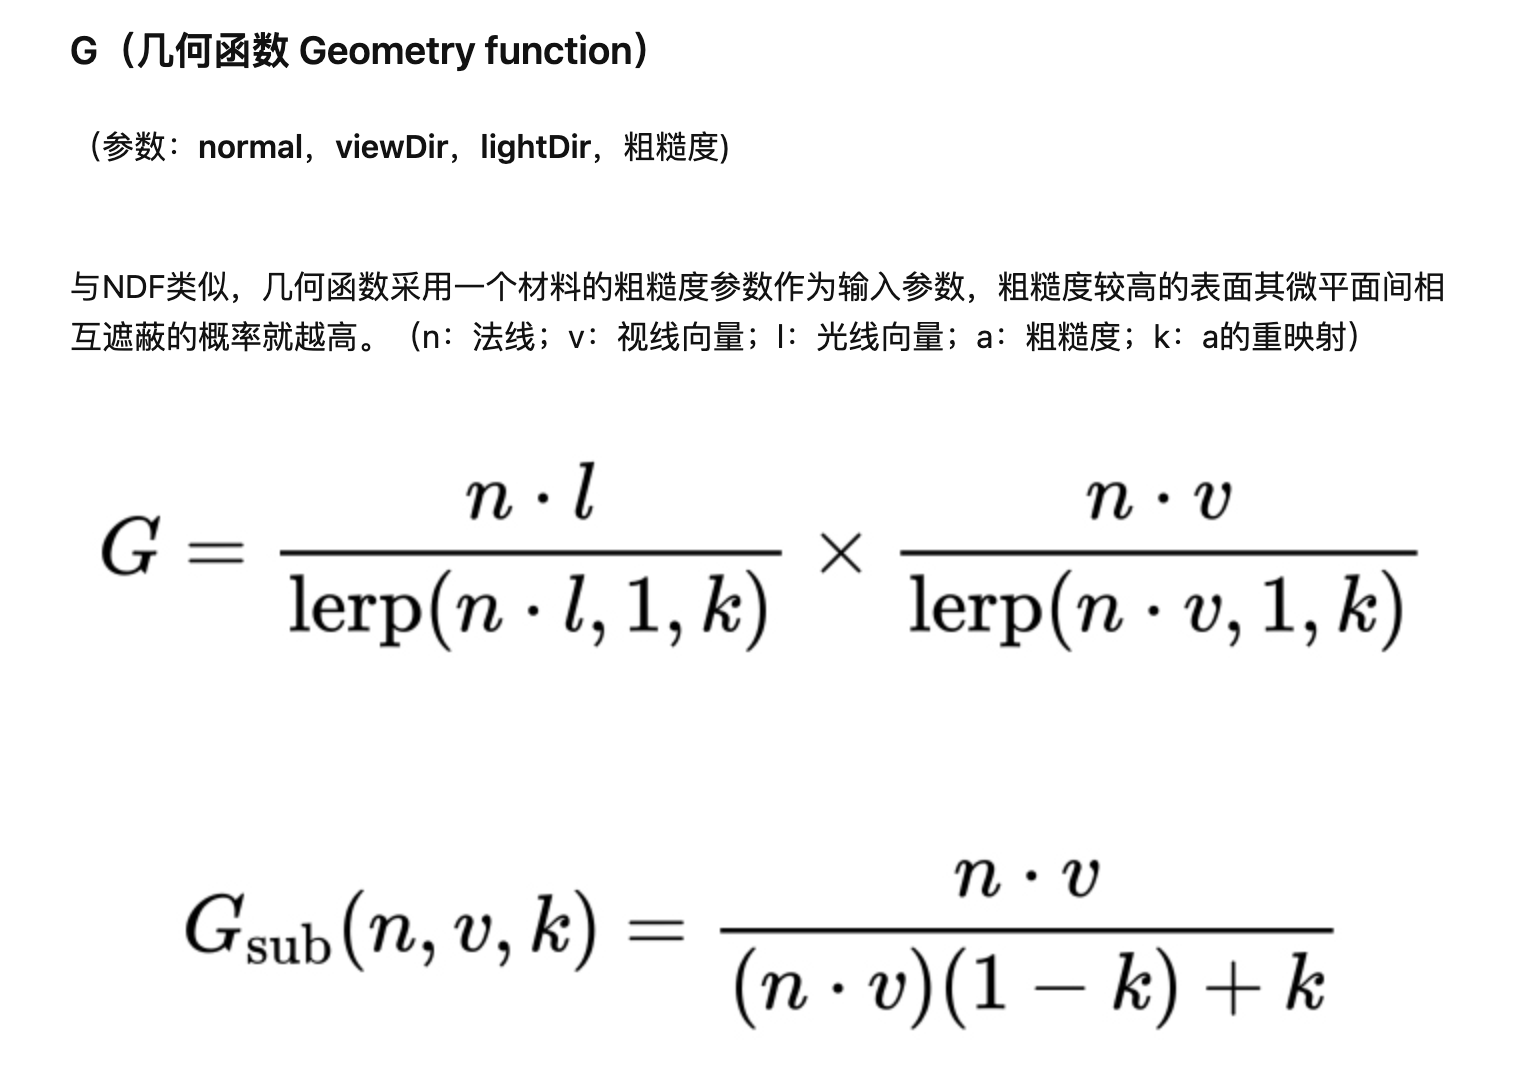 G（几何函数 Geometry function）
（参数：normal，viewDir，lightDir，粗糙度)
与NDF类似，几何函数采用一个材料的粗糙度参数作为输入参数，粗糙度较高的表面其微平面间相
互遮蔽的概率就越高。（n：法线；v：视线向量；l：光线向量；a：粗糙度；k：a的重映射）
G = \frac{n \cdot l}{\text{lerp}(n \cdot l, 1, k)} \times \frac{n \cdot v}{\text{lerp}(n \cdot v, 1, k)}
G_{\text{sub}}(n, v, k) = \frac{n \cdot v}{(n \cdot v)(1 - k) + k}